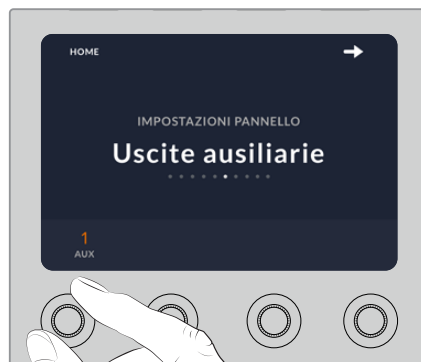 HOME
IMPOSTAZIONI PANNELLO
Uscite ausiliarie
1
AUX